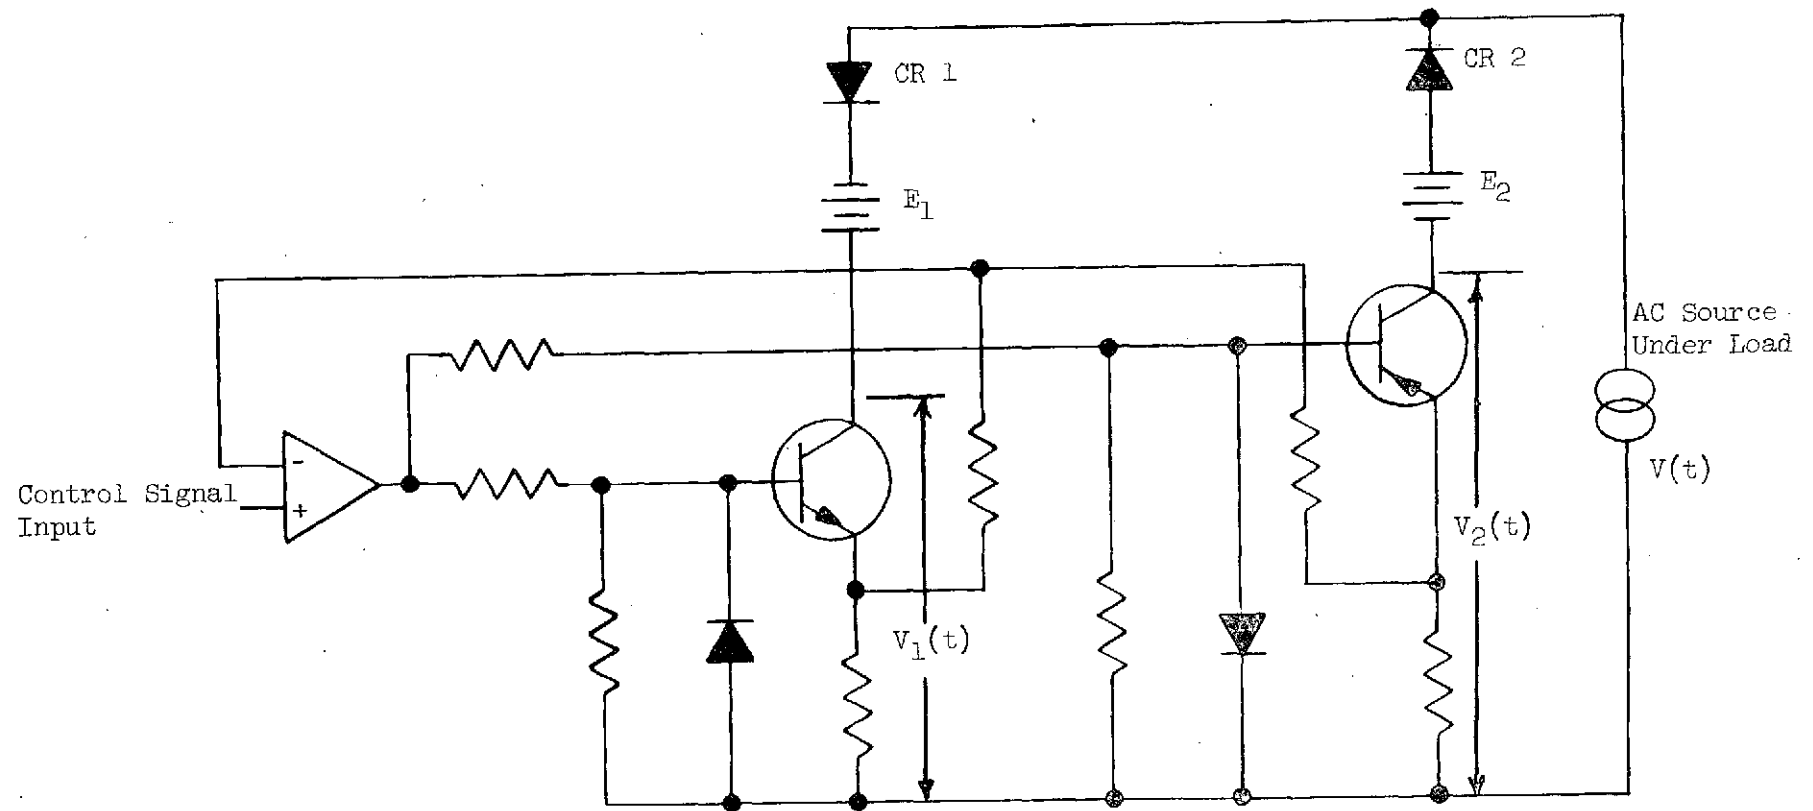 CR 1
CR 2
E1
E2
AC Source
Under Load
V(t)
Control Signal
Input
-
+
V1(t)
V2(t)